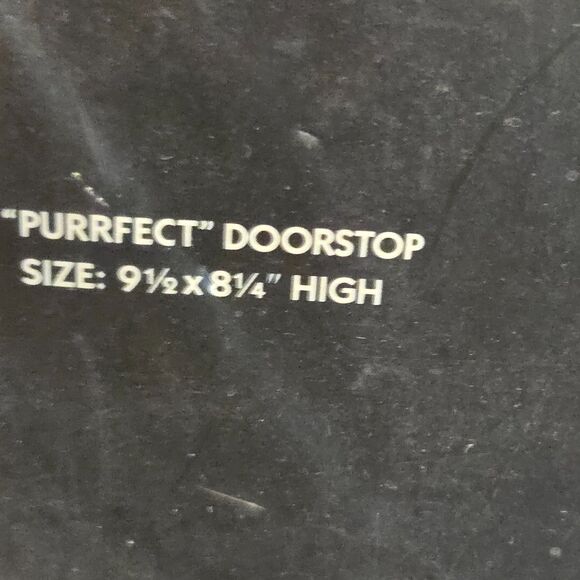 "PURRFECT" DOORSTOP
SIZE: 9½ x 8¼" HIGH